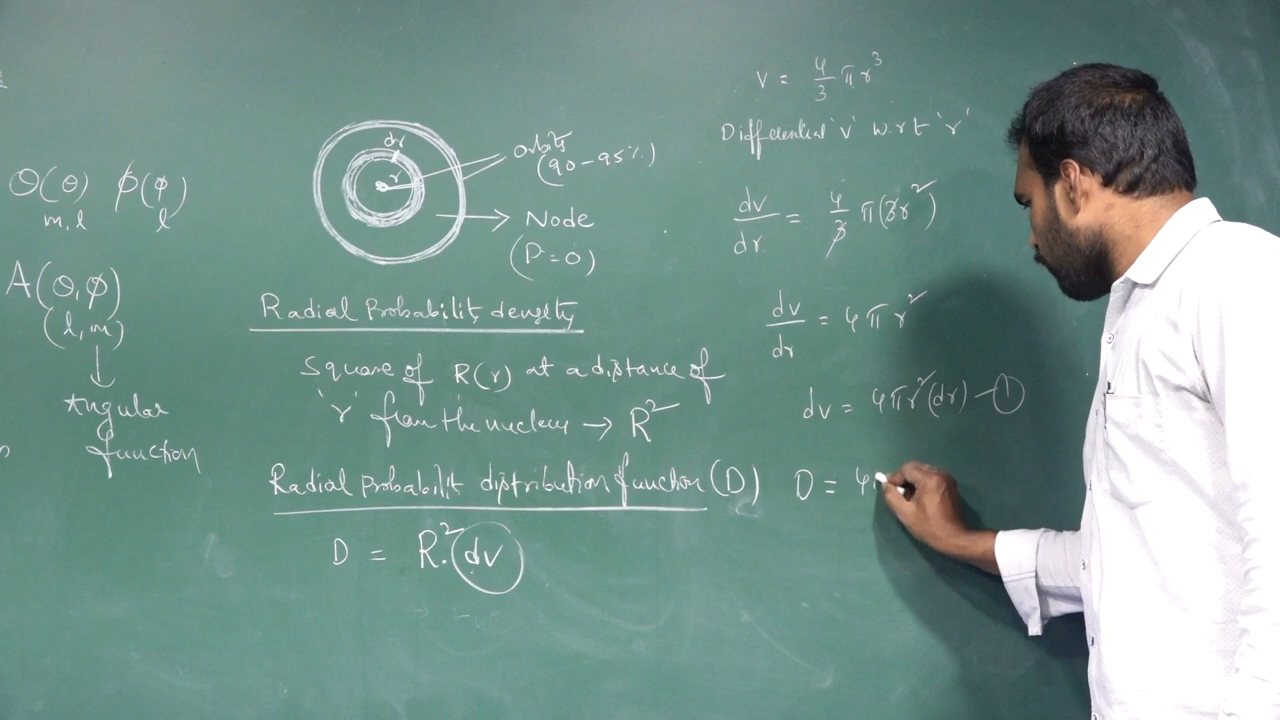 Θ(θ) φ(φ)
m,l l
A(θ,φ)
(l,m)
Angular
function
dr
r
orbits
(90-95%)
Node
(P=0)
Radial Probability density
Square of R(r) at a distance of
'r' from the nucleus → R²
Radial Probability distribution function (D)
D = R².dv
V = 4/3 πr³
Differential 'v' w.r.t 'r'
dv/dr = 4/3 π(3r²)
dv/dr = 4πr²
dv = 4πr²(dr) - ①
D = 4π